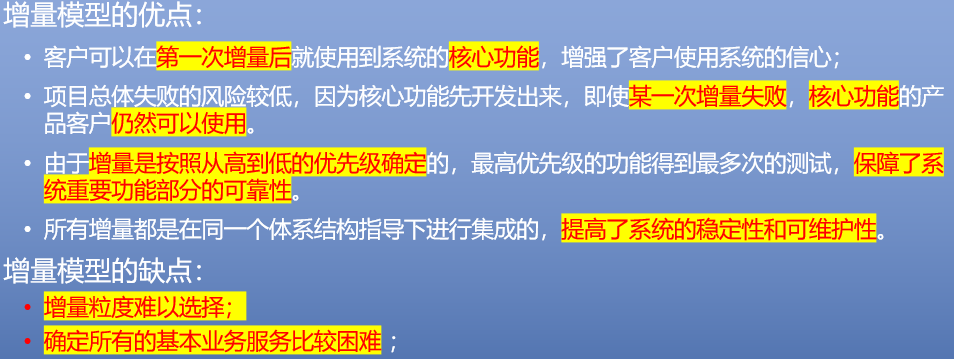 增量模型的优点：
• 客户可以在第一次增量后就使用到系统的核心功能，增强了客户使用系统的信心；
• 项目总体失败的风险较低，因为核心功能先开发出来，即使某一次增量失败，核心功能的产
品客户仍然可以使用。
• 由于增量是按照从高到低的优先级确定的，最高优先级的功能得到最多次的测试，保障了系
统重要功能部分的可靠性。
• 所有增量都是在同一个体系结构指导下进行集成的，提高了系统的稳定性和可维护性。
增量模型的缺点：
• 增量粒度难以选择；
• 确定所有的基本业务服务比较困难；